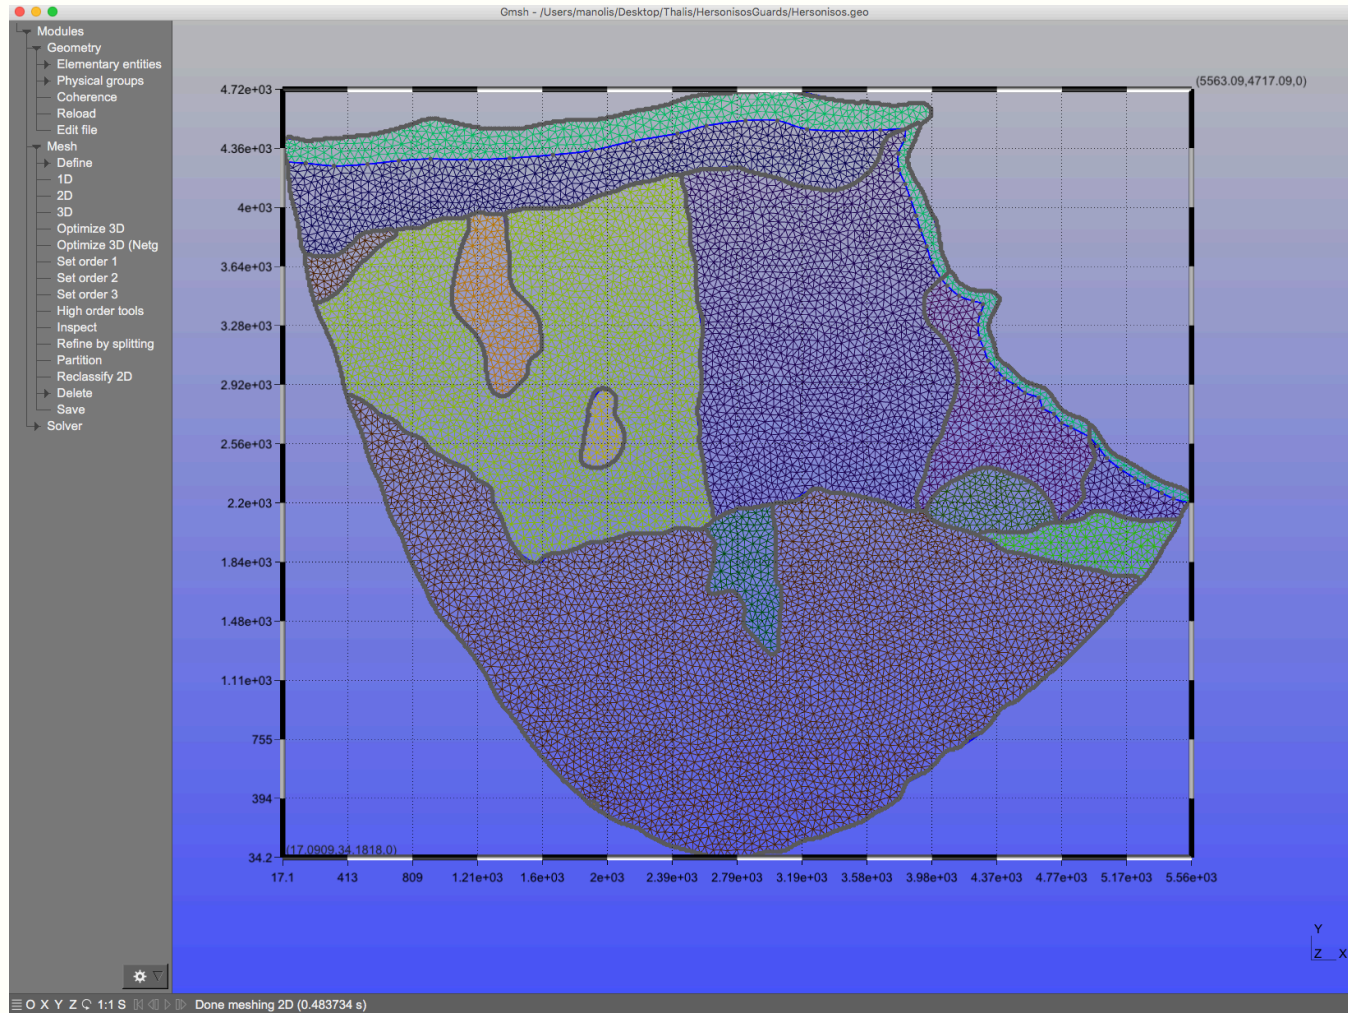 Gmsh - /Users/manolis/Desktop/Thalis/HersonisosGuards/Hersonisos.geo
Modules
Geometry
Elementary entities
Physical groups
Coherence
Reload
Edit file
Mesh
Define
1D
2D
3D
Optimize 3D
Optimize 3D (Netg
Set order 1
Set order 2
Set order 3
High order tools
Inspect
Refine by splitting
Partition
Reclassify 2D
Delete
Save
Solver
(5563.09,4717.09,0)
4.72e+03
4.36e+03
4e+03
3.64e+03
3.28e+03
2.92e+03
2.56e+03
2.2e+03
1.84e+03
1.48e+03
1.11e+03
755
394
34.2
(17.0909,34.1818,0)
17.1 413 809 1.21e+03 1.6e+03 2e+03 2.39e+03 2.79e+03 3.19e+03 3.58e+03 3.98e+03 4.37e+03 4.77e+03 5.17e+03 5.56e+03
Y
Z X
O X Y Z 1:1 S Done meshing 2D (0.483734 s)